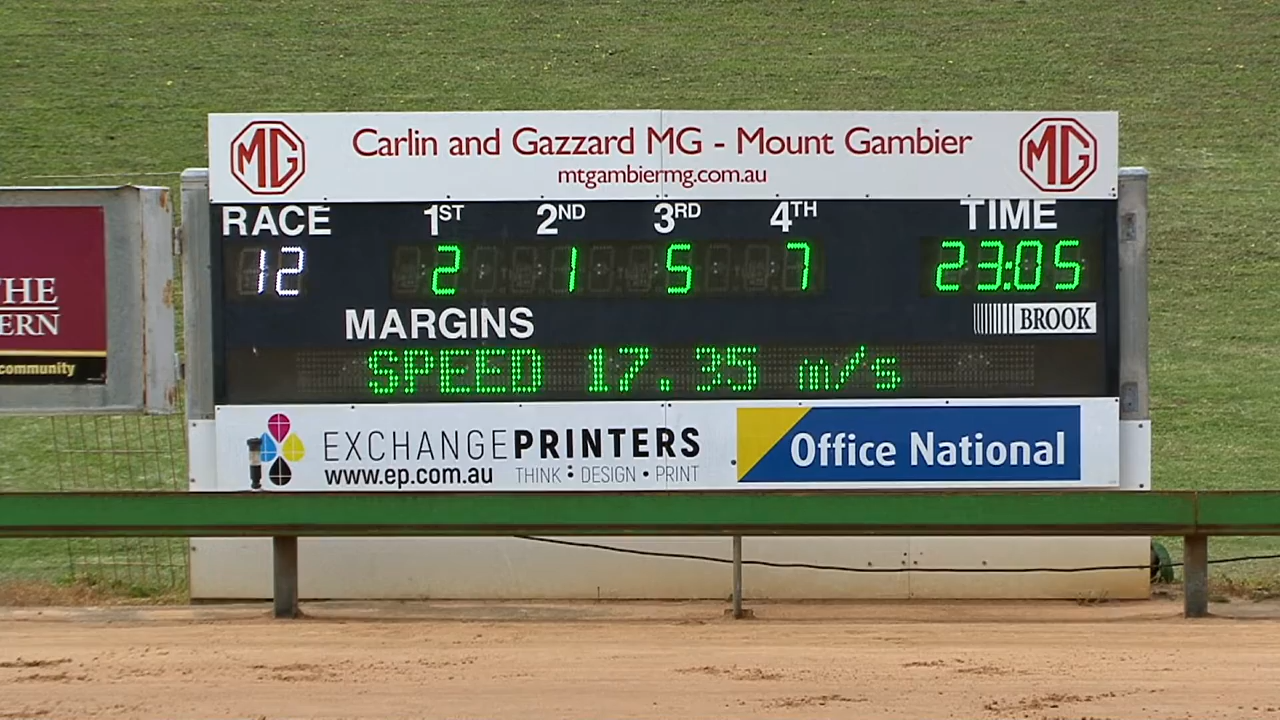 MG Carlin and Gazzard MG - Mount Gambier MG
mtgambiermg.com.au
RACE 1ST 2ND 3RD 4TH TIME
12 2 1 5 7 23:05
MARGINS BROOK
SPEED 17.35 m/s
EXCHANGEPRINTERS
www.ep.com.au THINK : DESIGN • PRINT
Office National
THE
ERN
community